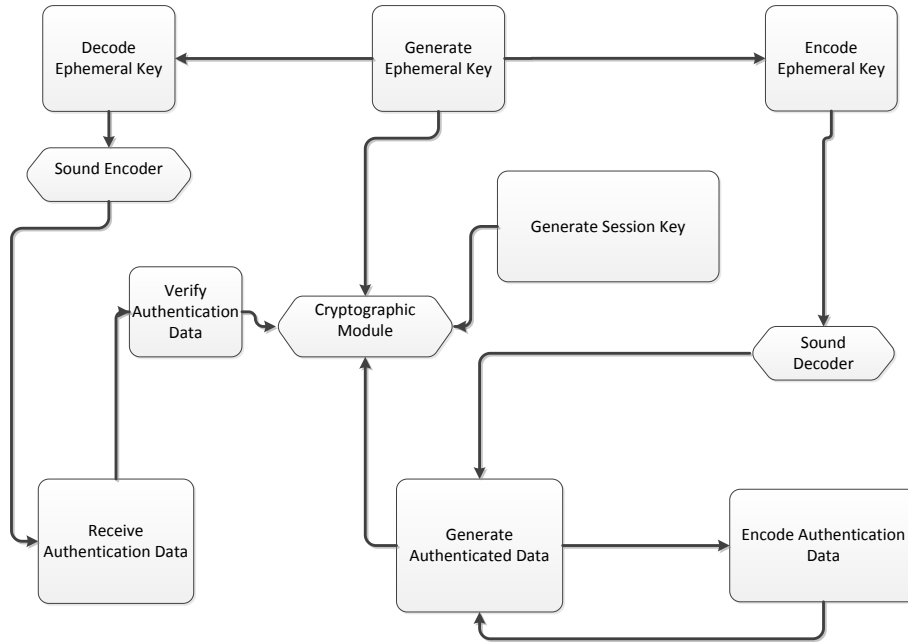 Decode
Ephemeral Key
Generate
Ephemeral Key
Encode
Ephemeral Key
Sound Encoder
Generate Session Key
Verify
Authentication
Data
Cryptographic
Module
Sound
Decoder
Receive
Authentication Data
Generate
Authenticated Data
Encode Authentication
Data